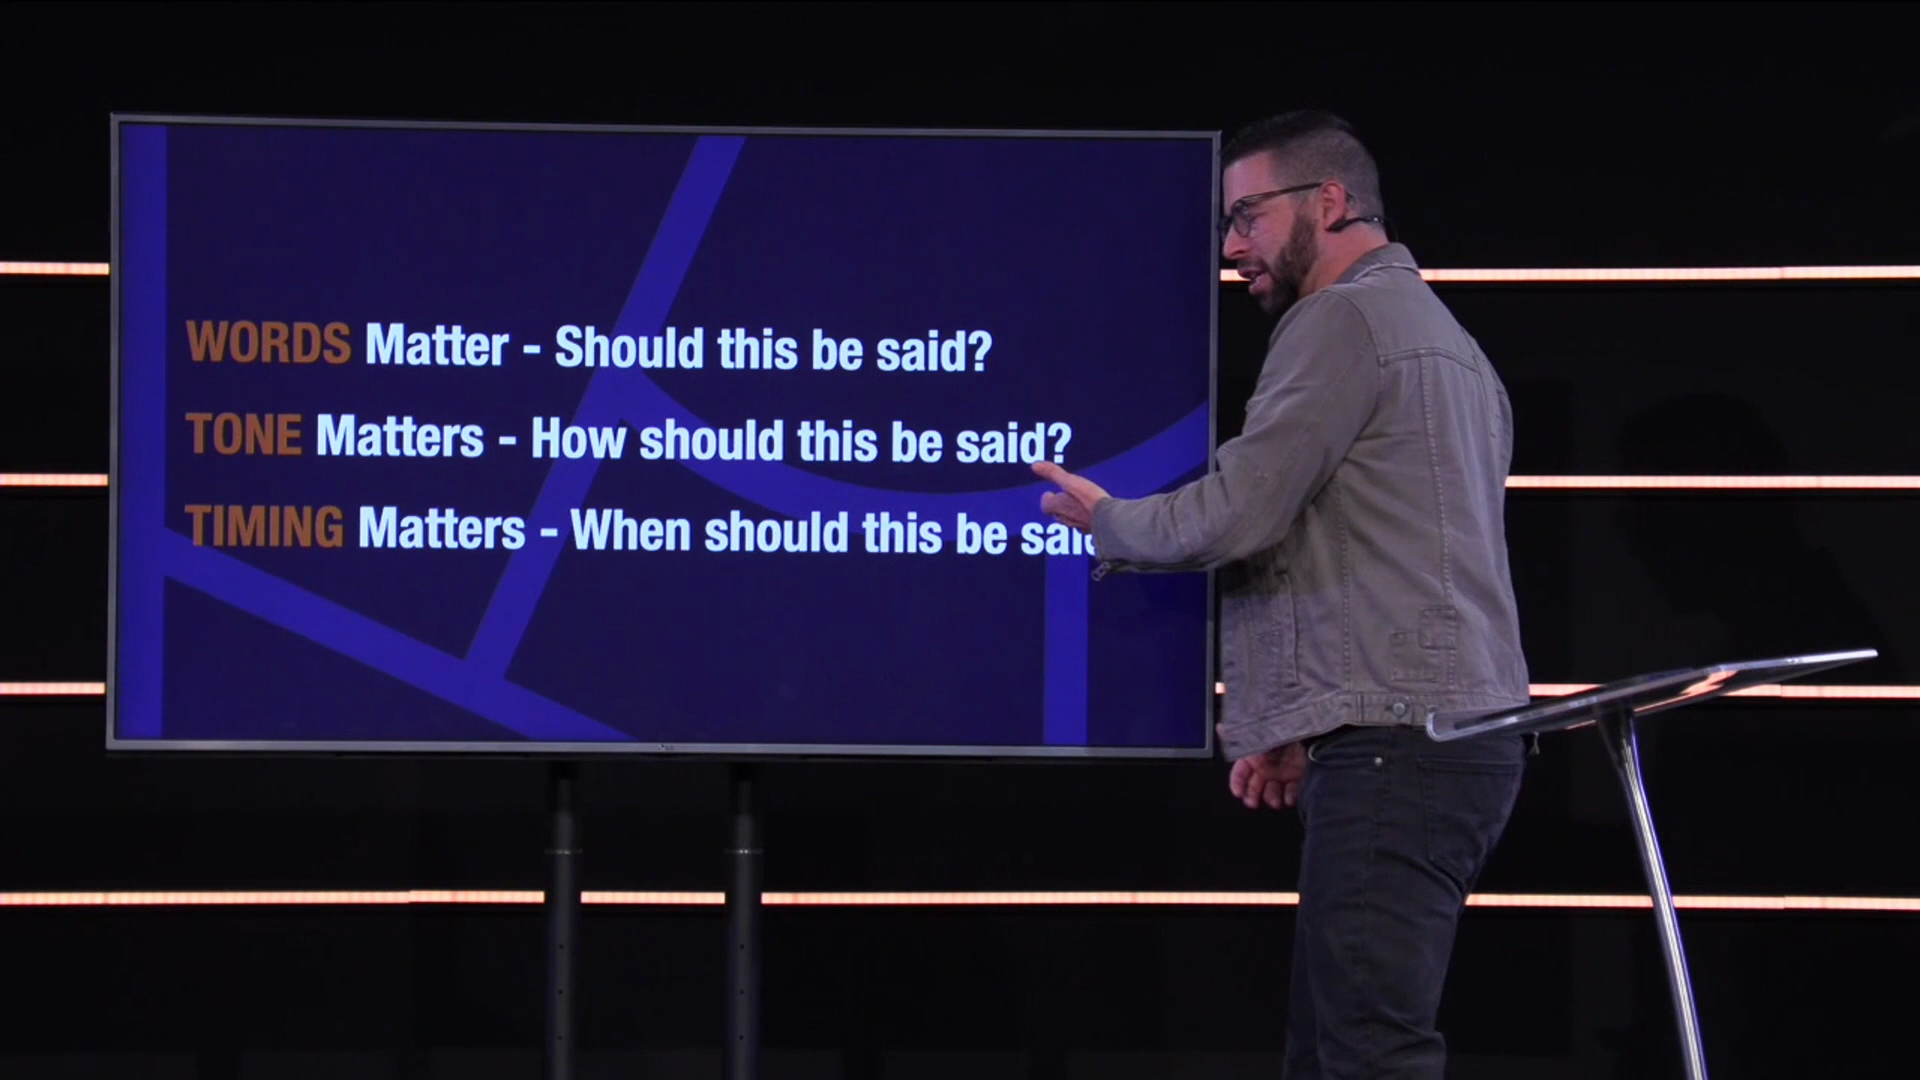 WORDS Matter - Should this be said?
TONE Matters - How should this be said?
TIMING Matters - When should this be